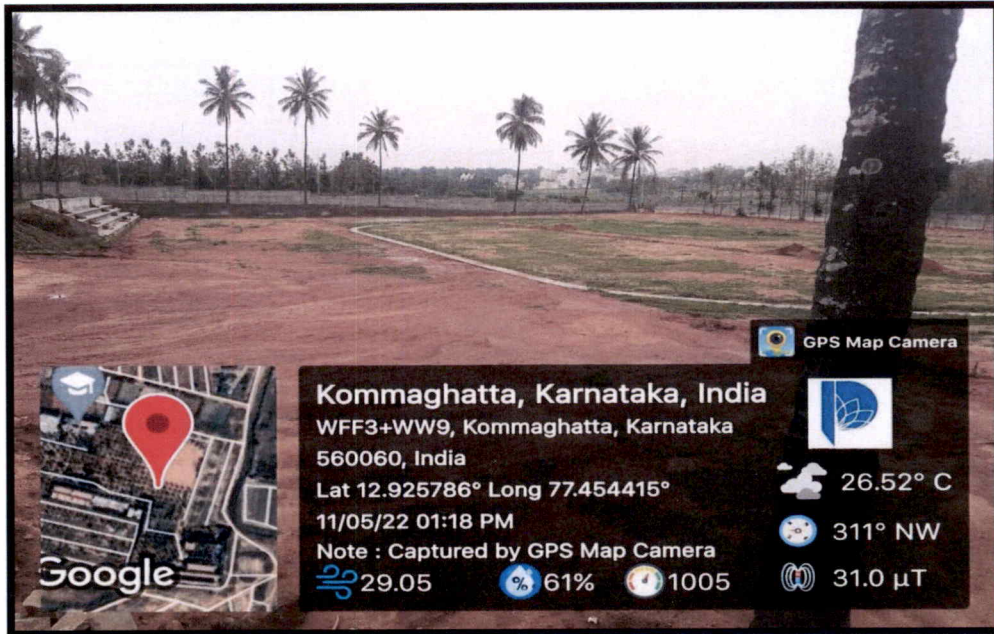 GPS Map Camera
Kommaghatta, Karnataka, India
WFF3+WW9, Kommaghatta, Karnataka
560060, India
Lat 12.925786° Long 77.454415°
11/05/22 01:18 PM
Note : Captured by GPS Map Camera
29.05 % 61% 1005
26.52° C
311° NW
31.0 µT
Google